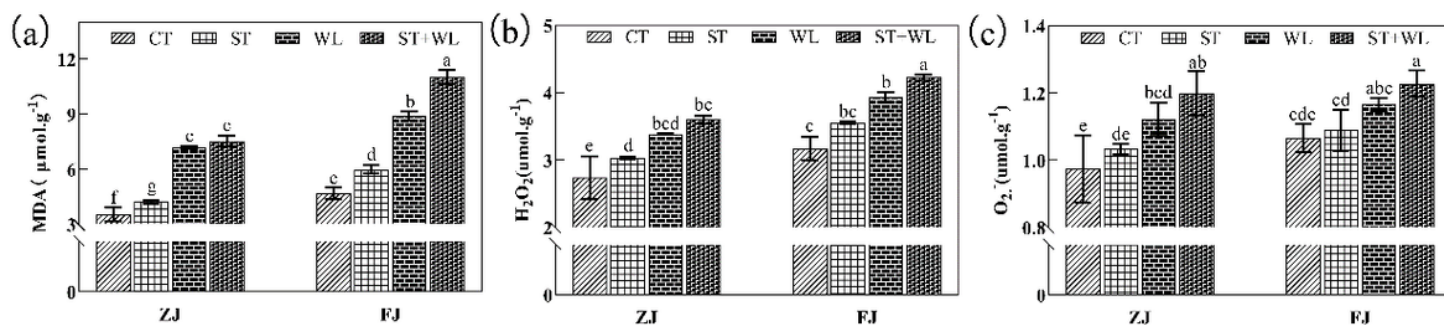 (a)
CT ST WL ST+WL
MDA( μmol.g⁻¹)
12
9
6
3
0
f g c c
e d b a
ZJ FJ
(b)
CT ST WL ST−WL
H₂O₂(umol.g⁻¹)
6
4
3
2
0
e d bcd bc
c bc b a
ZJ FJ
(c)
CT ST WL ST+WL
O₂.⁻(umol.g⁻¹)
1.4
1.2
1.0
0.8
0
e de bcd ab
cde cd abc a
ZJ FJ